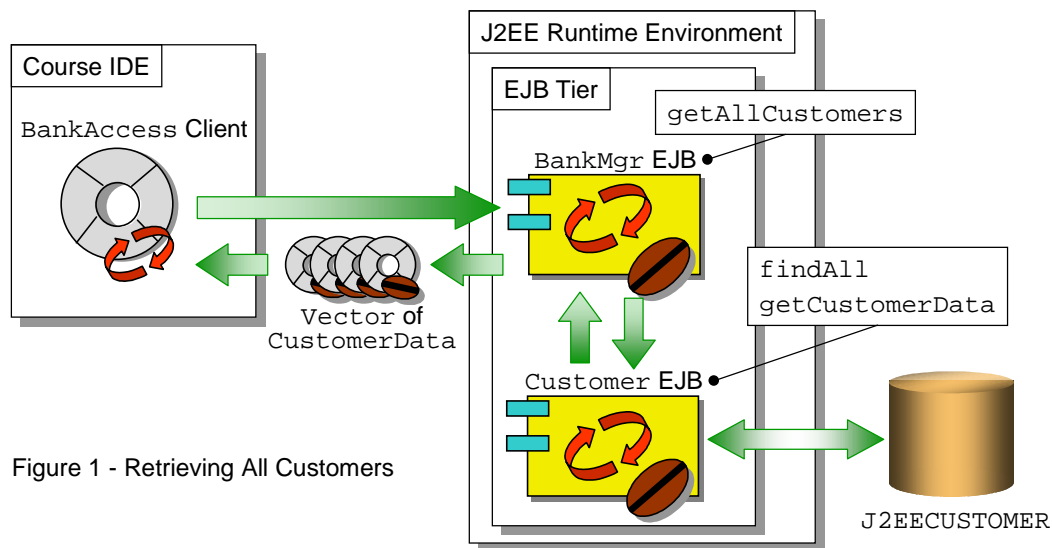 J2EE Runtime Environment
Course IDE
EJB Tier
getAllCustomers
BankAccess Client
BankMgr EJB
findAll
getCustomerData
Vector of
CustomerData
Customer EJB
Figure 1 - Retrieving All Customers
J2EECUSTOMER